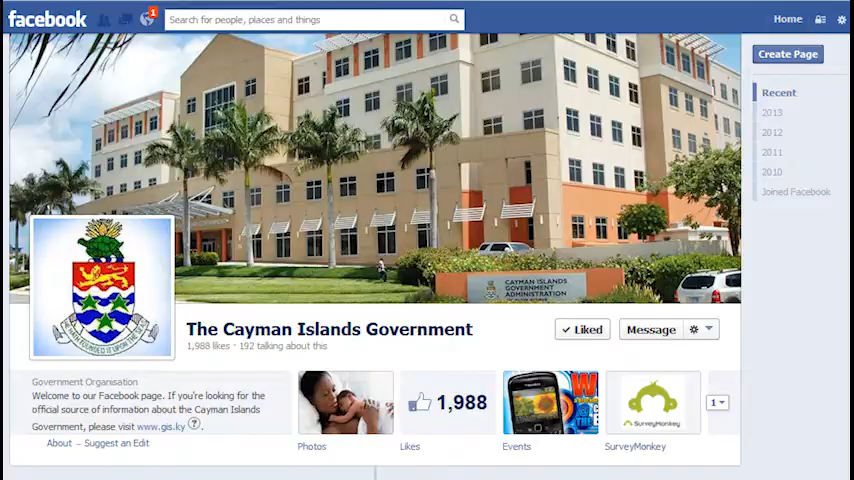 facebook
1
Search for people, places and things
Home
Create Page
Recent
2013
2012
2011
2010
Joined Facebook
CAYMAN ISLANDS
GOVERNMENT
ADMINISTRATION
The Cayman Islands Government
1,988 likes · 192 talking about this
Liked
Message
Government Organisation
Welcome to our Facebook page. If you're looking for the
official source of information about the Cayman Islands
Government, please visit www.gis.ky ?.
About – Suggest an Edit
1,988
W
SurveyMonkey
1
Photos
Likes
Events
SurveyMonkey